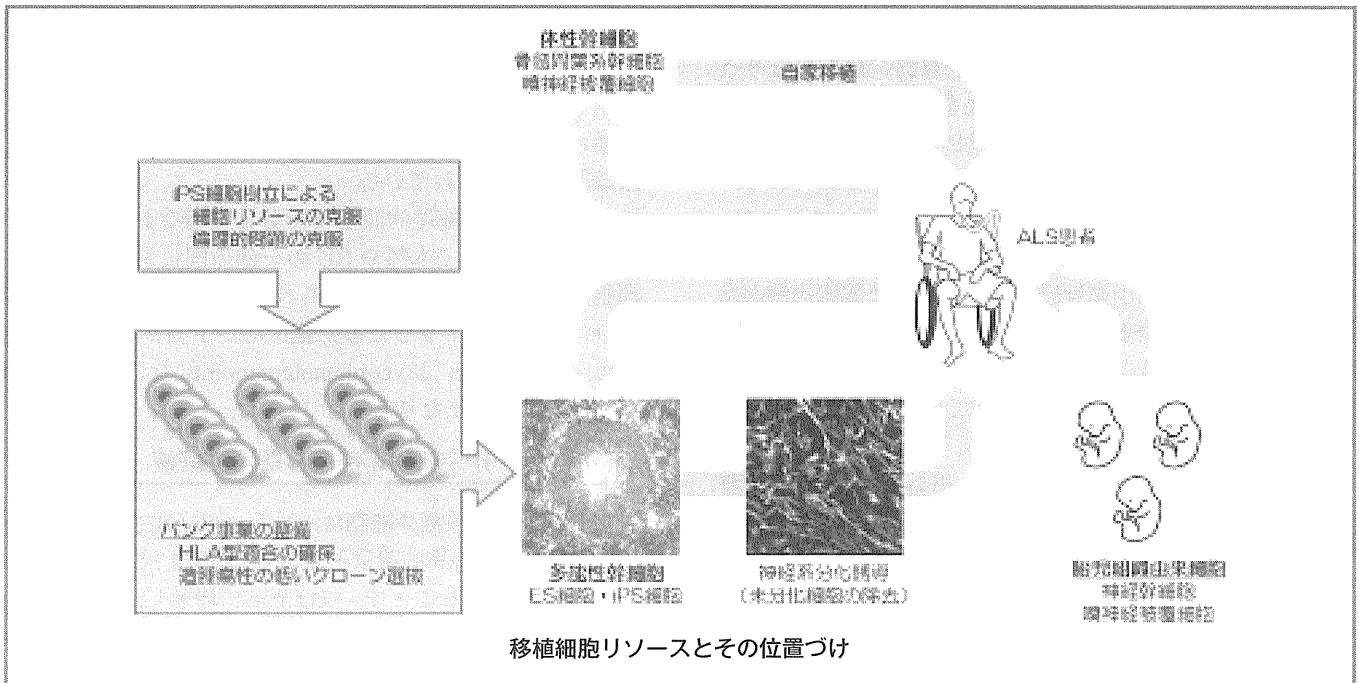 体性幹細胞
骨髄間葉系幹細胞
嗅神経被覆細胞
自家移植
iPS細胞樹立による
細胞リソースの克服
倫理的問題の克服
ALS患者
バンク事業の整備
HLA型適合の確保
造腫瘍性の低いクローン選抜
多能性幹細胞
ES細胞・iPS細胞
神経系分化誘導
(未分化細胞の除去)
胎児組織由来細胞
神経幹細胞
嗅神経被覆細胞
移植細胞リソースとその位置づけ